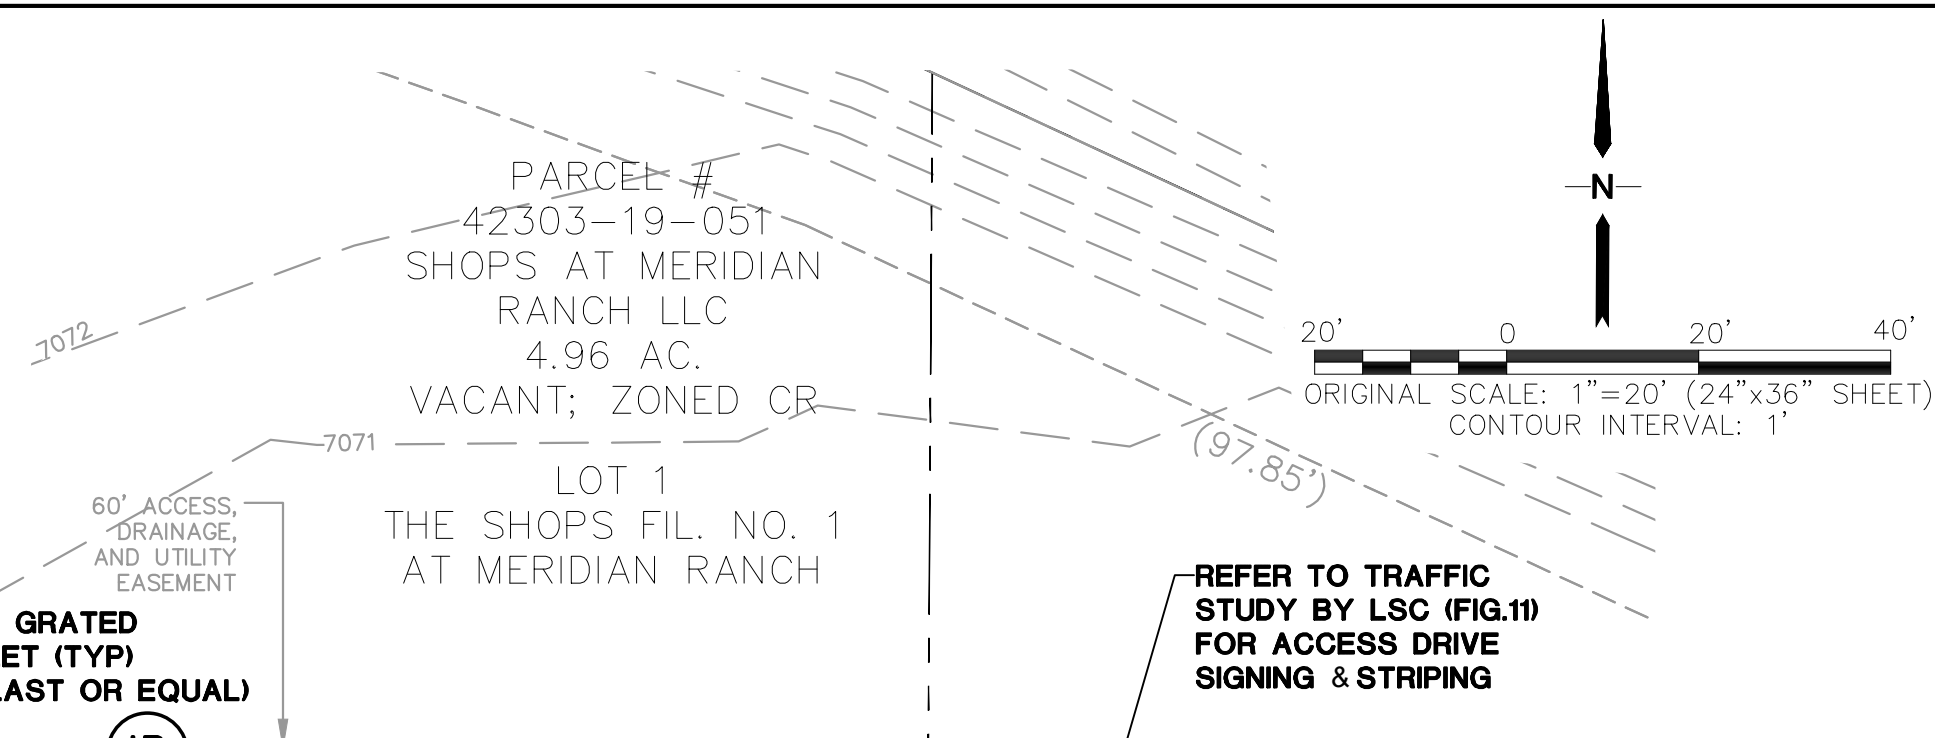 PARCEL #
42303-19-051
SHOPS AT MERIDIAN
RANCH LLC
4.96 AC.
VACANT; ZONED CR
LOT 1
THE SHOPS FIL. NO. 1
AT MERIDIAN RANCH
7072
7071
60' ACCESS,
DRAINAGE,
AND UTILITY
EASEMENT
GRATED
ET (TYP)
LAST OR EQUAL)
N
20' 0 20' 40'
ORIGINAL SCALE: 1"=20' (24"x36" SHEET)
CONTOUR INTERVAL: 1'
(97.85')
REFER TO TRAFFIC
STUDY BY LSC (FIG.11)
FOR ACCESS DRIVE
SIGNING & STRIPING